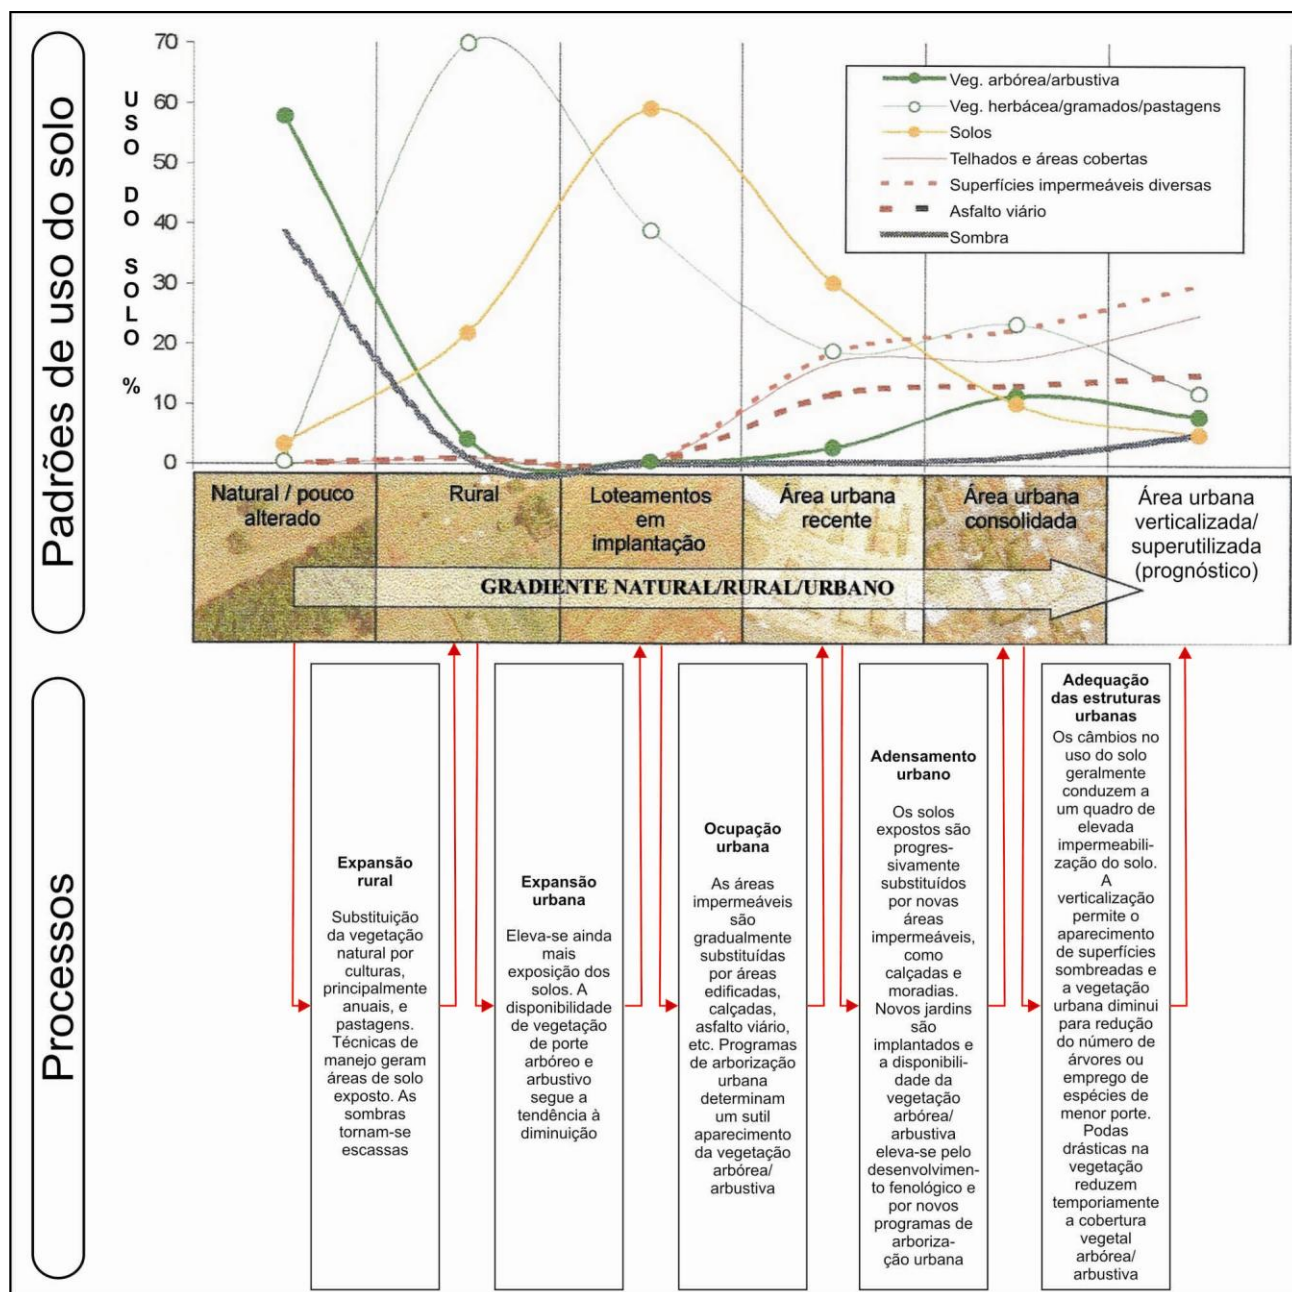 Padrões de uso do solo
USO DO SOLO %
70
60
50
40
30
20
10
0
Veg. arbórea/arbustiva
Veg. herbácea/gramados/pastagens
Solos
Telhados e áreas cobertas
Superfícies impermeáveis diversas
Asfalto viário
Sombra
Natural / pouco
alterado
Rural
Loteamentos
em
implantação
Área urbana
recente
Área urbana
consolidada
Área urbana
verticalizada/
superutilizada
(prognóstico)
GRADIENTE NATURAL/RURAL/URBANO
Processos
Expansão
rural
Substituição
da vegetação
natural por
culturas,
principalmente
anuais, e
pastagens.
Técnicas de
manejo geram
áreas de solo
exposto. As
sombras
tornam-se
escassas
Expansão
urbana
Eleva-se ainda
mais
exposição dos
solos. A
disponibilidade
de vegetação
de porte
arbóreo e
arbustivo
segue a
tendência à
diminuição
Ocupação
urbana
As áreas
impermeáveis
são
gradualmente
substituídas
por áreas
edificadas,
calçadas,
asfalto viário,
etc. Programas
de arborização
urbana
determinam
um sutil
aparecimento
da vegetação
arbórea/
arbustiva
Adensamento
urbano
Os solos
expostos são
progres-
sivamente
substituídos
por novas
áreas
impermeáveis,
como
calçadas e
moradias.
Novos jardins
são
implantados e
a disponibili-
dade da
vegetação
arbórea/
arbustiva
eleva-se pelo
desenvolvimen-
to fenológico e
por novos
programas de
arboriza-
ção urbana
Adequação
das estruturas
urbanas
Os câmbios no
uso do solo
geralmente
conduzem a
um quadro de
elevada
impermeabili-
zação do solo.
A
verticalização
permite o
aparecimento
de superfícies
sombreadas e
a vegetação
urbana diminui
para redução
do número de
árvores ou
emprego de
espécies de
menor porte.
Podas
drásticas na
vegetação
reduzem
temporiamente
a cobertura
vegetal
arbórea/
arbustiva